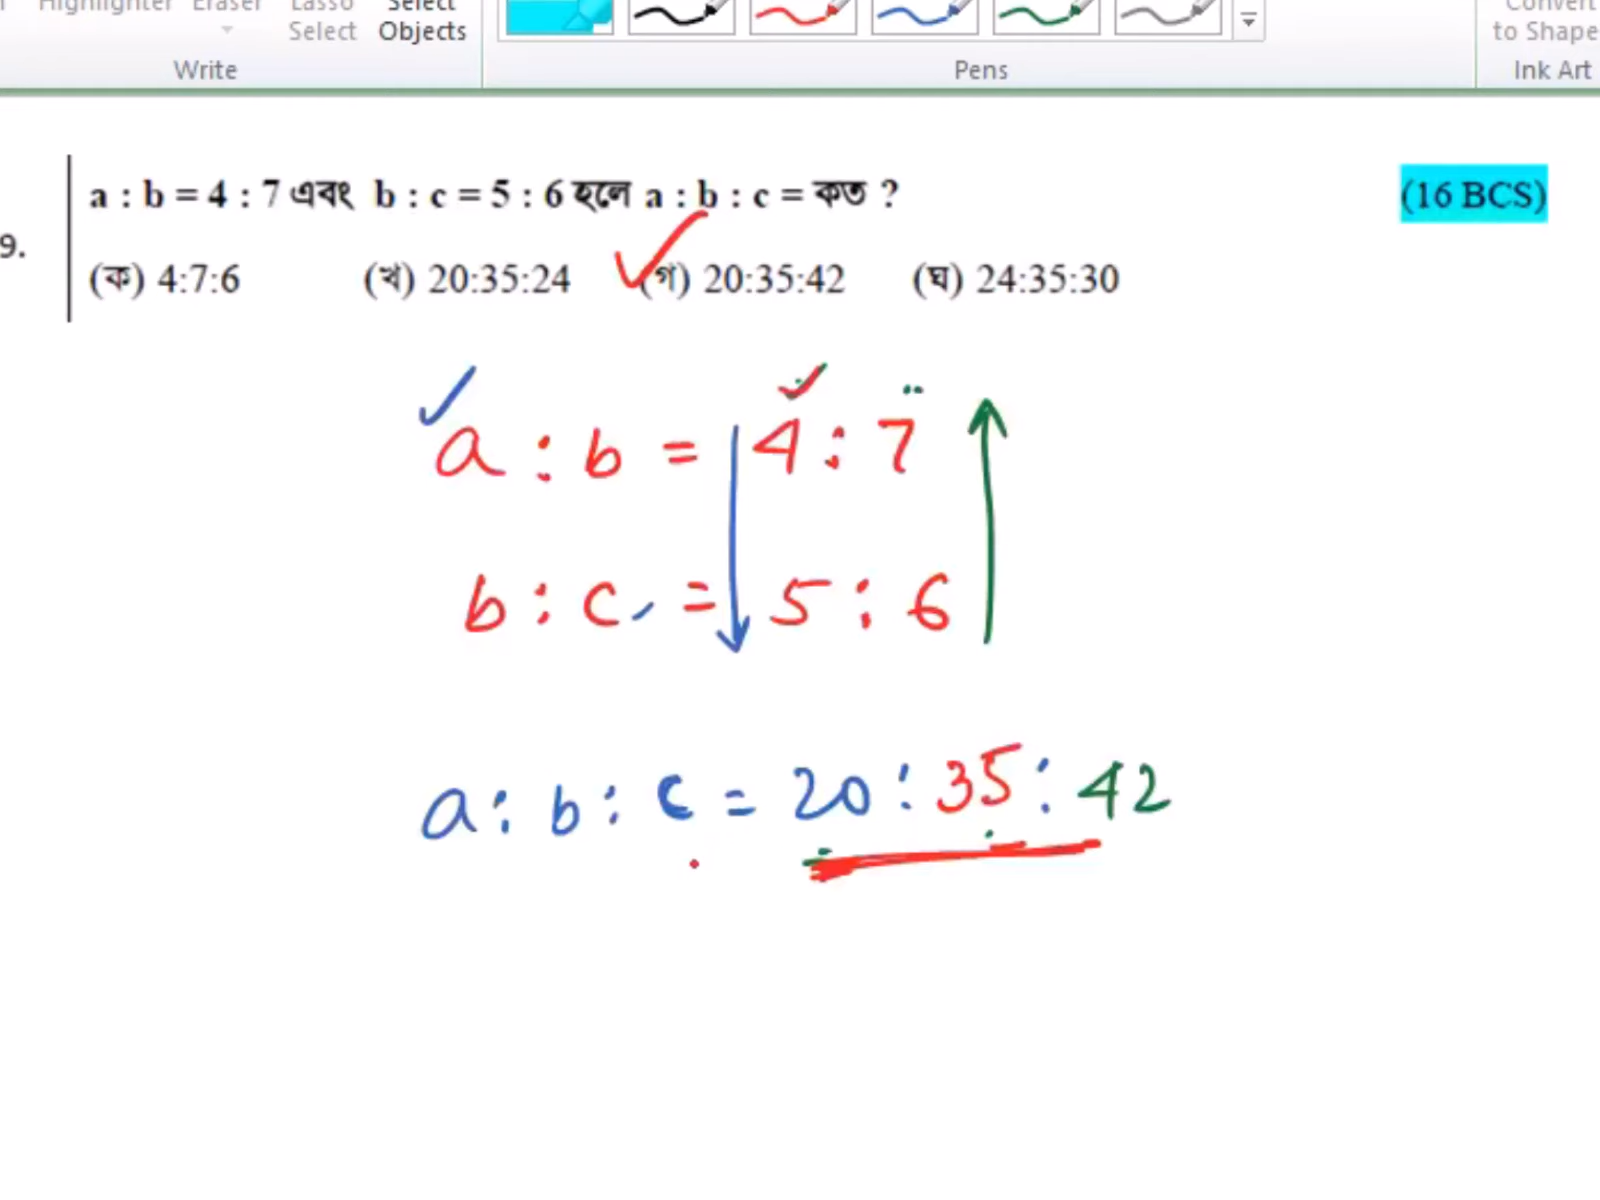 Highlighter Eraser Lasso Select Select Objects Convert to Shape
Write Pens Ink Art
9.
a : b = 4 : 7 এবং b : c = 5 : 6 হলে a : b : c = কত ? (16 BCS)
(ক) 4:7:6 (খ) 20:35:24 (গ) 20:35:42 (ঘ) 24:35:30
a : b = 4 : 7
b : c = 5 : 6
a : b : c = 20 : 35 : 42